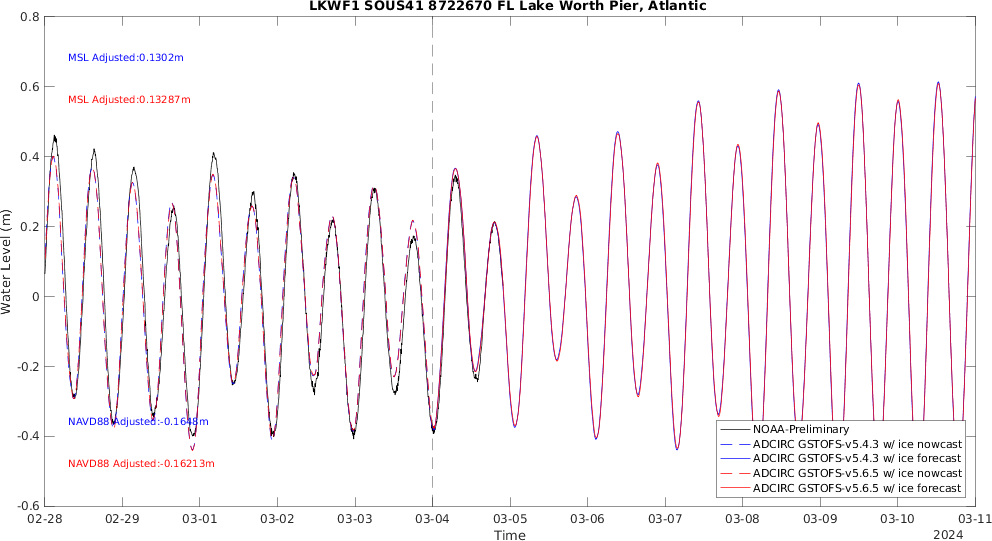 LKWF1 SOUS41 8722670 FL Lake Worth Pier, Atlantic
0.8
0.6
0.4
0.2
0
-0.2
-0.4
-0.6
Water Level (m)
MSL Adjusted:0.1302m
MSL Adjusted:0.13287m
NAVD88 Adjusted:-0.1648m
NAVD88 Adjusted:-0.16213m
NOAA-Preliminary
ADCIRC GSTOFS-v5.4.3 w/ ice nowcast
ADCIRC GSTOFS-v5.4.3 w/ ice forecast
ADCIRC GSTOFS-v5.6.5 w/ ice nowcast
ADCIRC GSTOFS-v5.6.5 w/ ice forecast
02-28 02-29 03-01 03-02 03-03 03-04 03-05 03-06 03-07 03-08 03-09 03-10 03-11
Time
2024